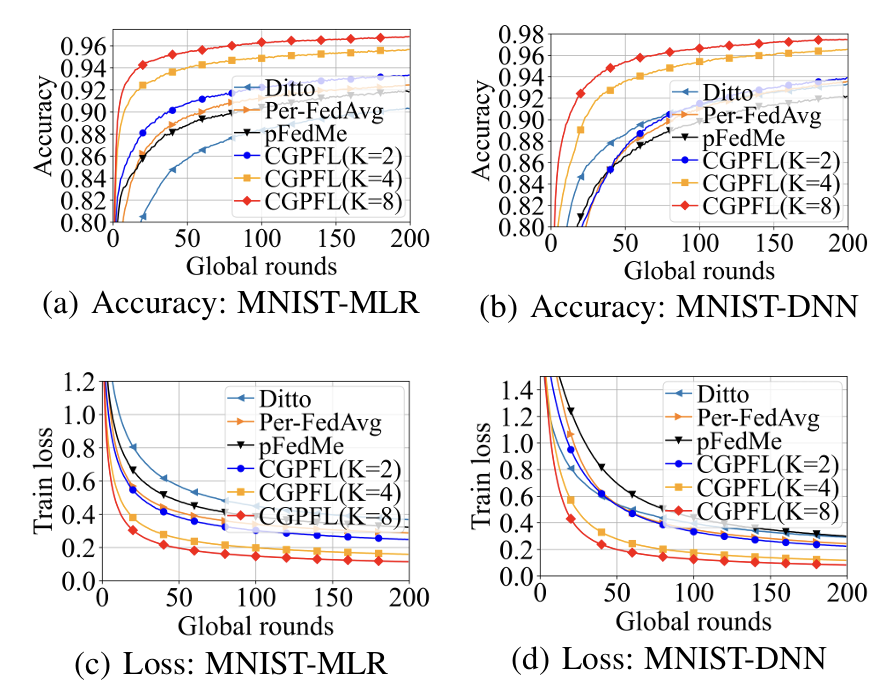 0.96
0.94
0.92
0.90
0.88
0.86
0.84
0.82
0.80
Accuracy
Ditto
Per-FedAvg
pFedMe
CGPFL(K=2)
CGPFL(K=4)
CGPFL(K=8)
0 50 100 150 200
Global rounds
(a) Accuracy: MNIST-MLR
0.98
0.96
0.94
0.92
0.90
0.88
0.86
0.84
0.82
0.80
Accuracy
Ditto
Per-FedAvg
pFedMe
CGPFL(K=2)
CGPFL(K=4)
CGPFL(K=8)
0 50 100 150 200
Global rounds
(b) Accuracy: MNIST-DNN
1.2
1.0
0.8
0.6
0.4
0.2
0.0
Train loss
Ditto
Per-FedAvg
pFedMe
CGPFL(K=2)
CGPFL(K=4)
CGPFL(K=8)
0 50 100 150 200
Global rounds
(c) Loss: MNIST-MLR
1.4
1.2
1.0
0.8
0.6
0.4
0.2
0.0
Train loss
Ditto
Per-FedAvg
pFedMe
CGPFL(K=2)
CGPFL(K=4)
CGPFL(K=8)
0 50 100 150 200
Global rounds
(d) Loss: MNIST-DNN